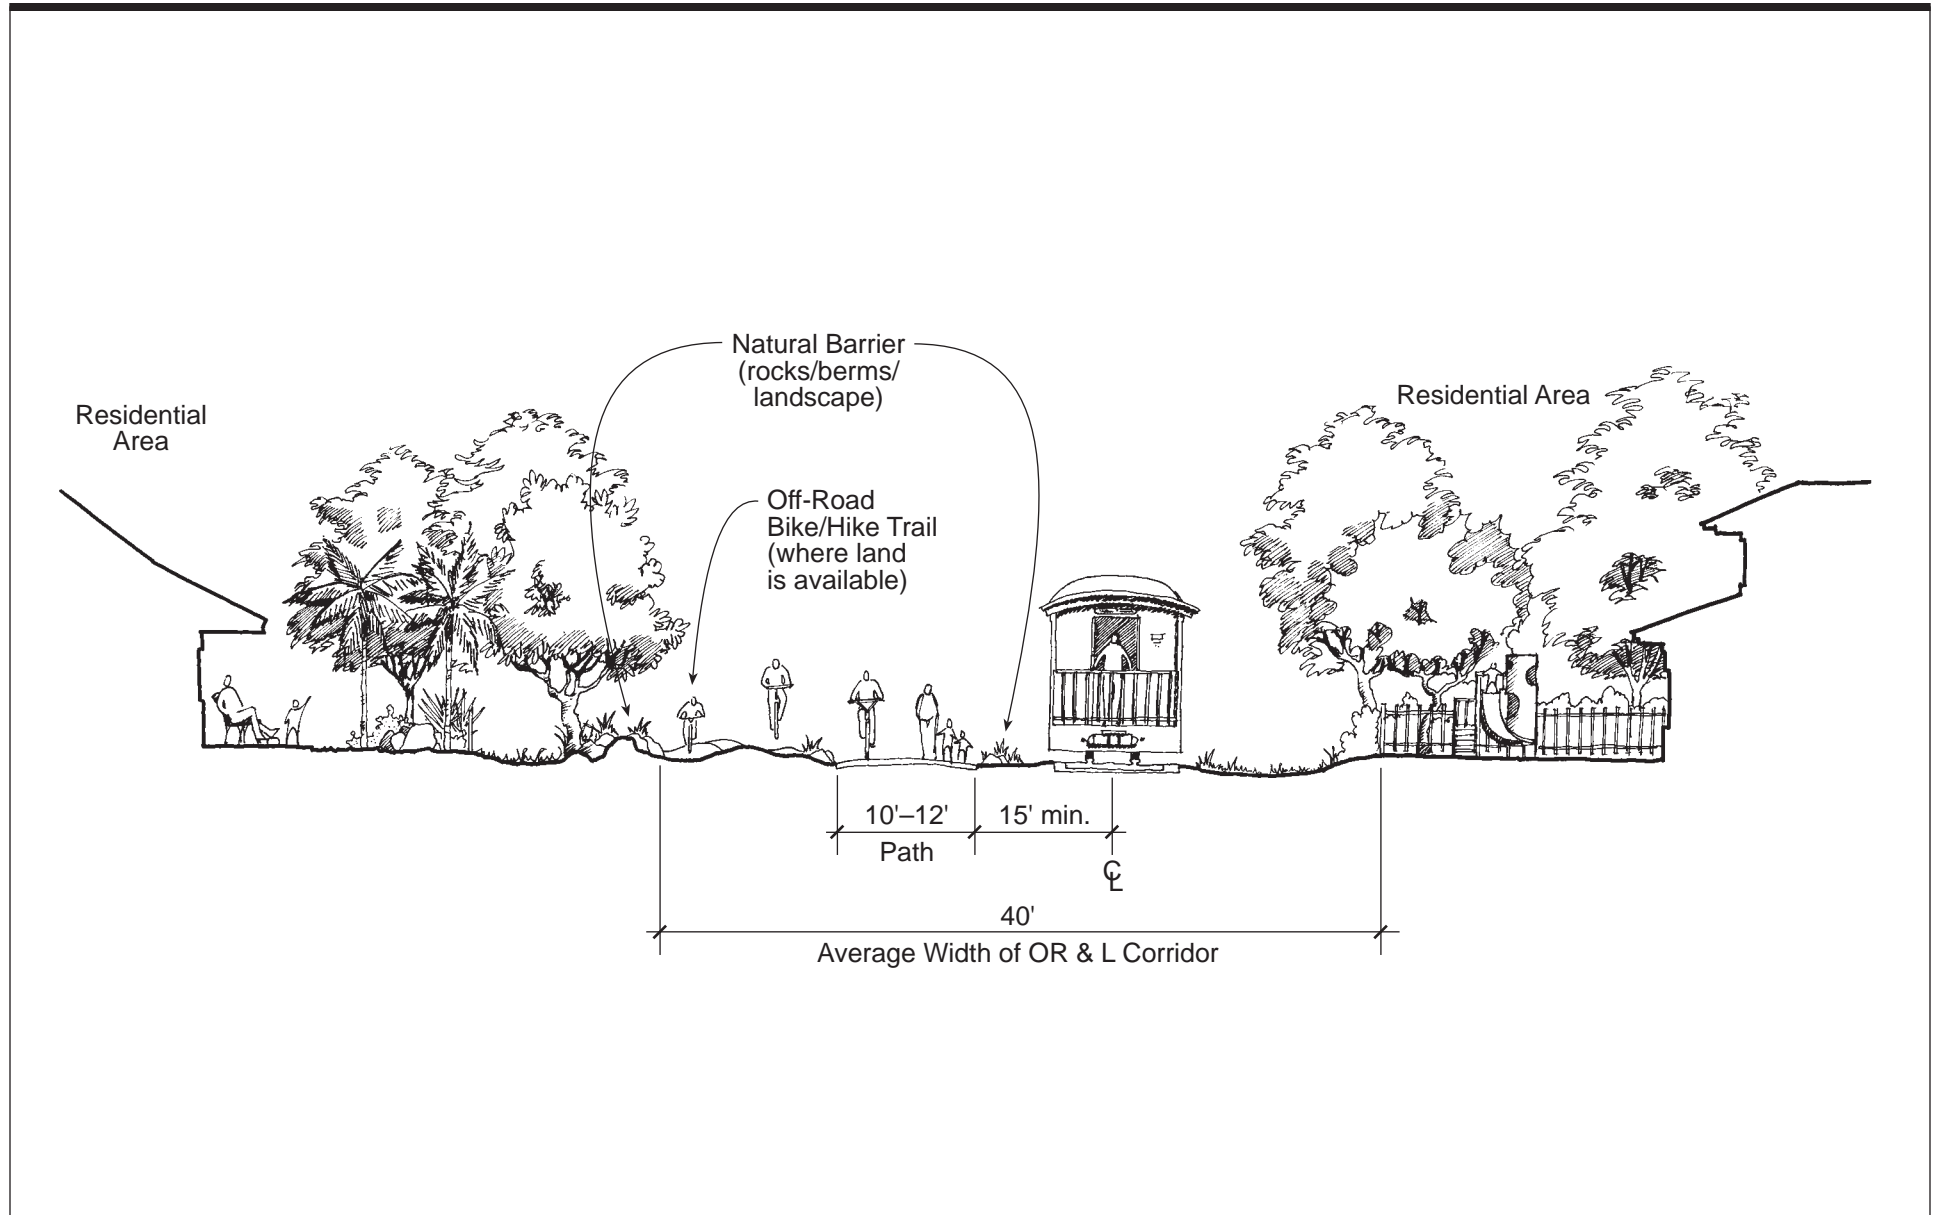 Natural Barrier
(rocks/berms/
landscape)
Residential
Area
Residential Area
Off-Road
Bike/Hike Trail
(where land
is available)
10'–12'
Path
15' min.
CL
40'
Average Width of OR & L Corridor